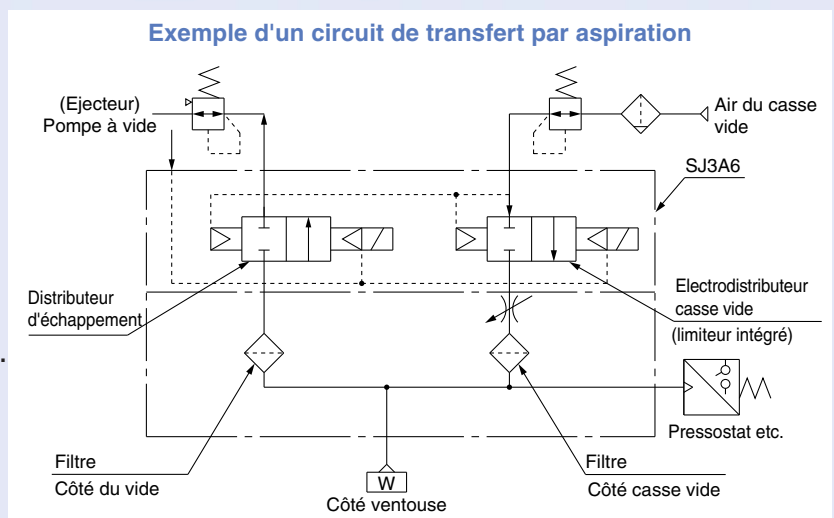 Exemple d'un circuit de transfert par aspiration
(Ejecteur)
Pompe à vide
Air du casse
vide
SJ3A6
Distributeur
d'échappement
Electrodistributeur
casse vide
(limiteur intégré)
Pressostat etc.
Filtre
Côté du vide
W
Côté ventouse
Filtre
Côté casse vide